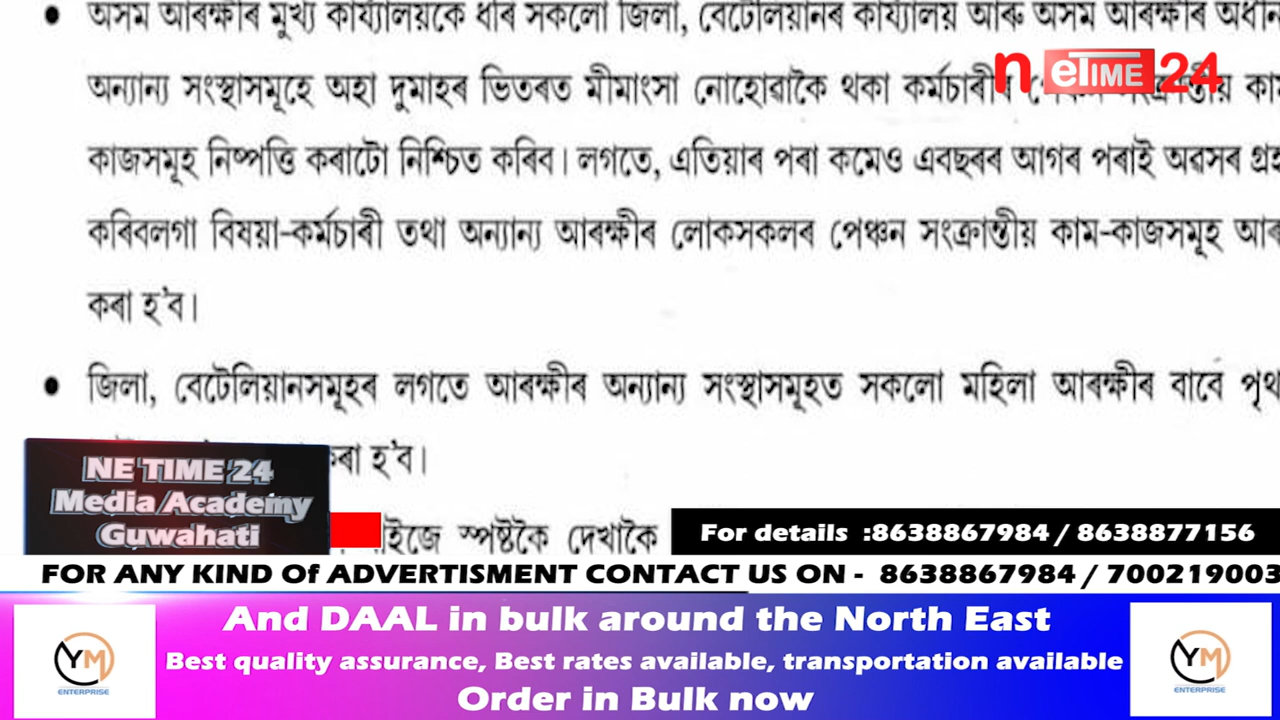 অসম আৰক্ষীৰ মুখ্য কাৰ্য্যালয়কে ধৰি সকলো জিলা, বেটেলিয়ানৰ কাৰ্য্যালয় আৰু অসম আৰক্ষীৰ
অন্যান্য সংস্থাসমূহে অহা দুমাহৰ ভিতৰত মীমাংসা নোহোৱাকৈ থকা কৰ্মচাৰীৰ
ne TIME 24
কাজসমূহ নিষ্পত্তি কৰাটো নিশ্চিত কৰিব। লগতে, এতিয়াৰ পৰা কমেও এবছৰৰ আগৰ পৰাই অৱসৰ
কৰিবলগা বিষয়া-কৰ্মচাৰী তথা অন্যান্য আৰক্ষীৰ লোকসকলৰ পেঞ্চন সংক্ৰান্তীয় কাম-কাজসমূহ
কৰা হ'ব।
জিলা, বেটেলিয়ানসমূহৰ লগতে আৰক্ষীৰ অন্যান্য সংস্থাসমূহত সকলো মহিলা আৰক্ষীৰ বাবে
হ'ব।
স্পষ্টকৈ দেখাকৈ
NE TIME 24
Media Academy
Guwahati
For details :8638867984 / 8638877156
FOR ANY KIND Of ADVERTISMENT CONTACT US ON - 8638867984 / 700219003
And DAAL in bulk around the North East
Best quality assurance, Best rates available, transportation available
Order in Bulk now
YM
ENTERPRISE
YM
ENTERPRISE